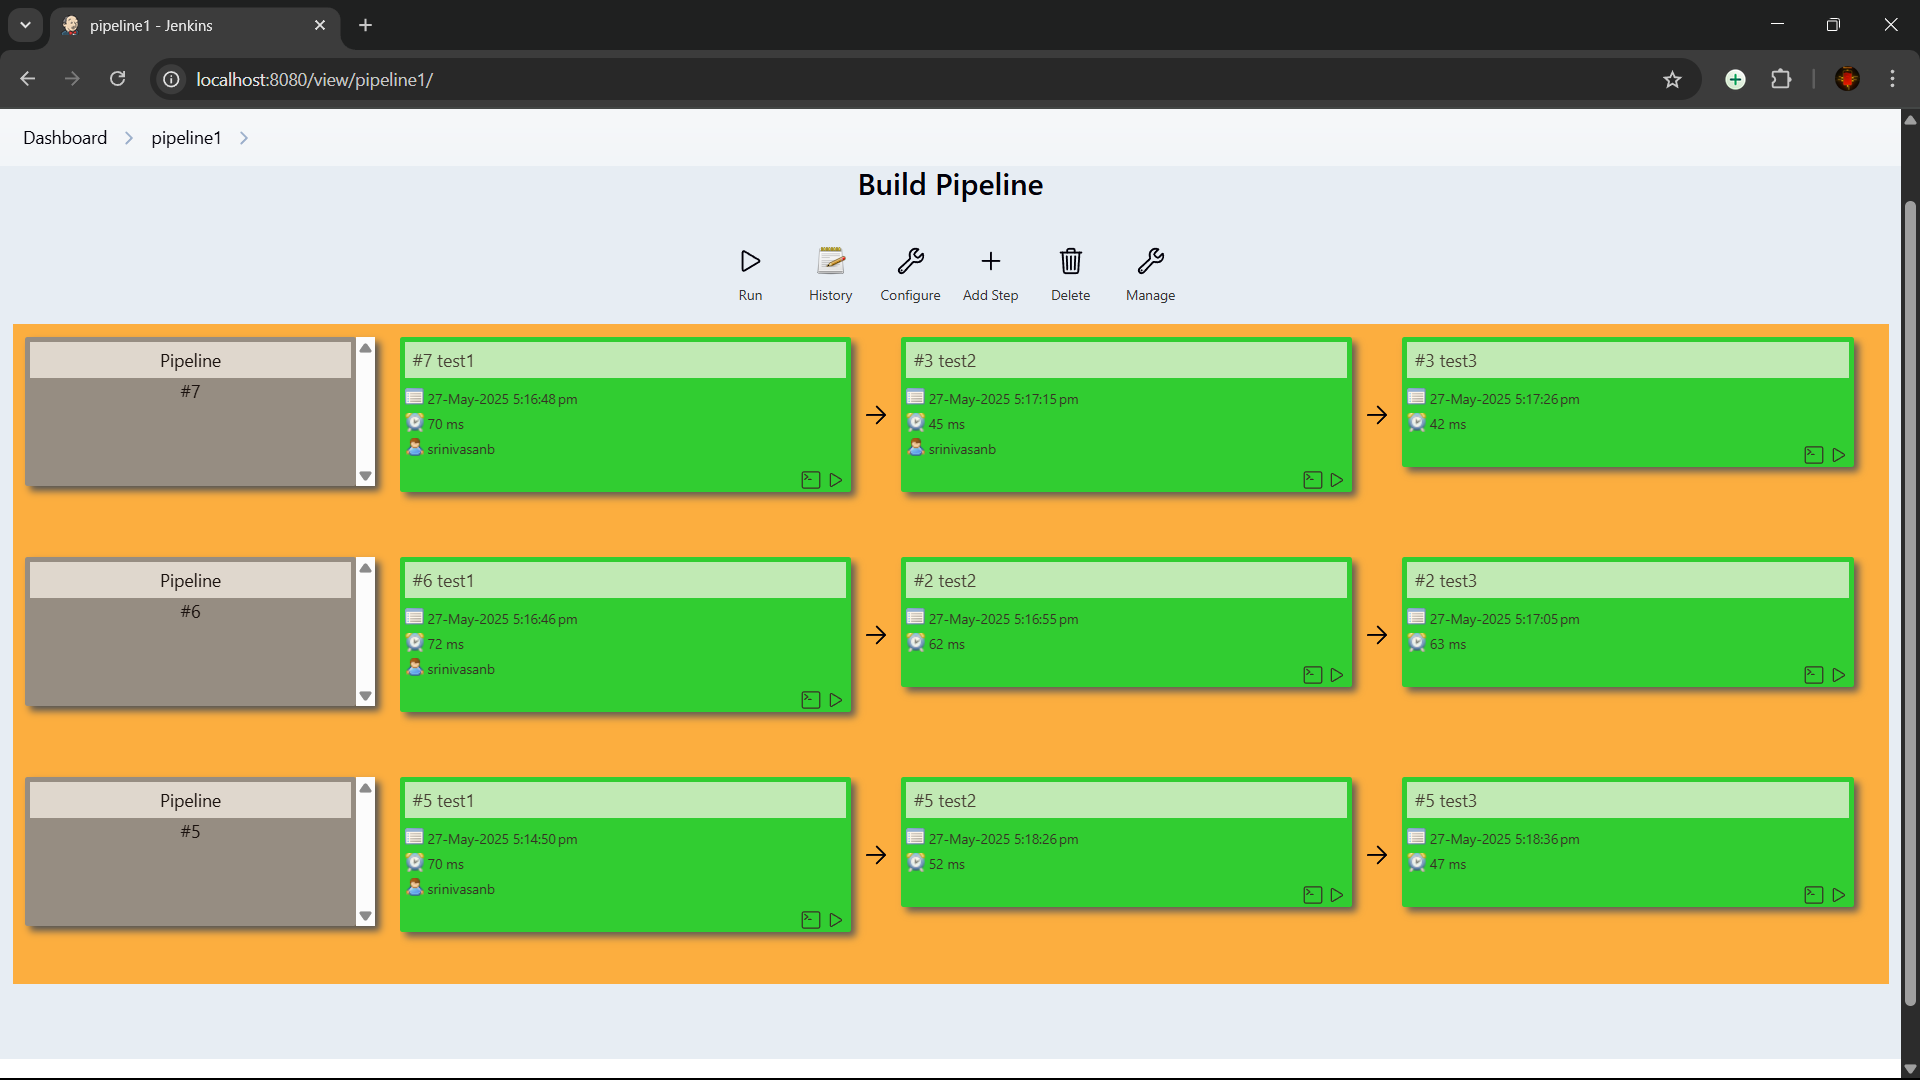 pipeline1 - Jenkins
localhost:8080/view/pipeline1/
Dashboard
pipeline1
Build Pipeline
Run
History
Configure
Add Step
Delete
Manage
Pipeline
#7
#7 test1
27-May-2025 5:16:48 pm
70 ms
srinivasanb
#3 test2
27-May-2025 5:17:15 pm
45 ms
srinivasanb
#3 test3
27-May-2025 5:17:26 pm
42 ms
Pipeline
#6
#6 test1
27-May-2025 5:16:46 pm
72 ms
srinivasanb
#2 test2
27-May-2025 5:16:55 pm
62 ms
#2 test3
27-May-2025 5:17:05 pm
63 ms
Pipeline
#5
#5 test1
27-May-2025 5:14:50 pm
70 ms
srinivasanb
#5 test2
27-May-2025 5:18:26 pm
52 ms
#5 test3
27-May-2025 5:18:36 pm
47 ms